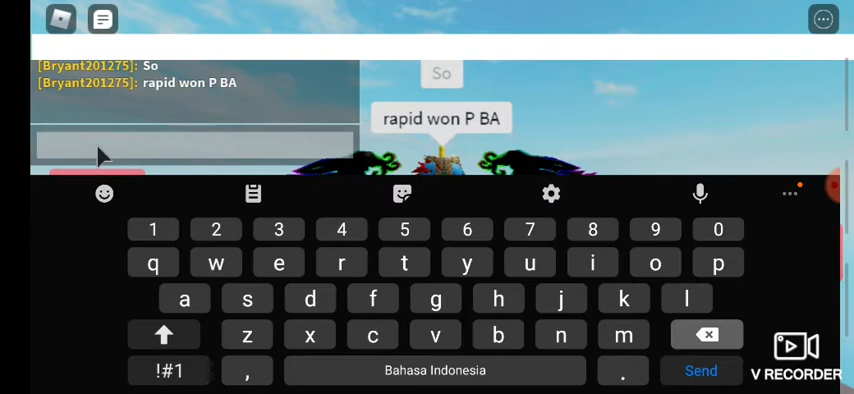 [Bryant201275]: So
[Bryant201275]: rapid won P BA
So
rapid won P BA
1 2 3 4 5 6 7 8 9 0
q w e r t y u i o p
a s d f g h j k l
z x c v b n m
!#1 , Bahasa Indonesia . Send
V RECORDER